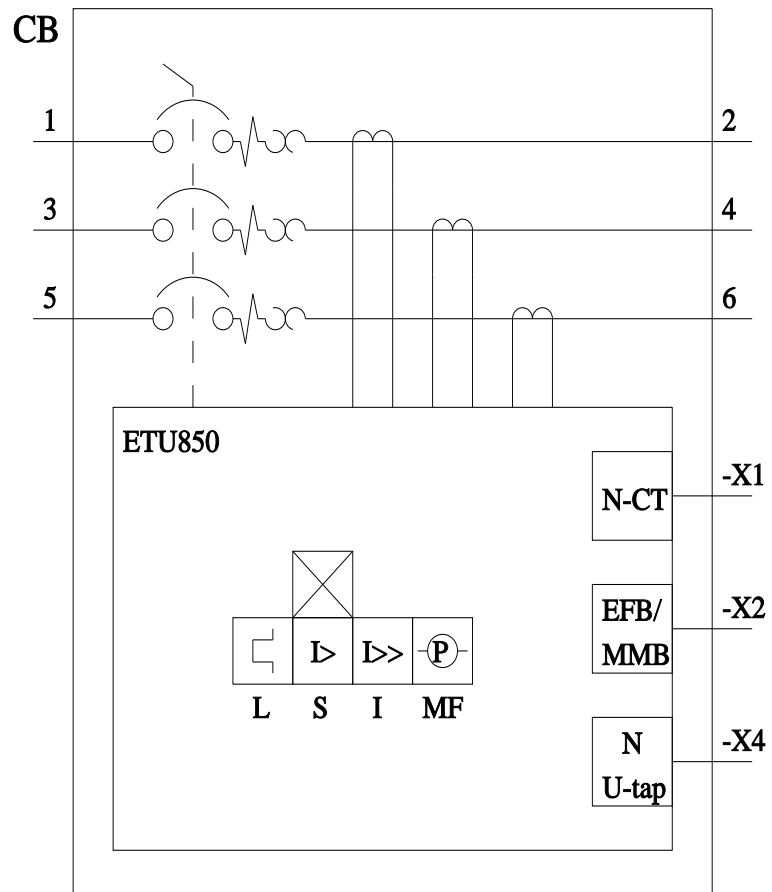 CB
1 2
3 4
5 6
ETU850
-X1
N-CT
EFB/ -X2
MMB
I> I>> P
L S I MF
N -X4
U-tap